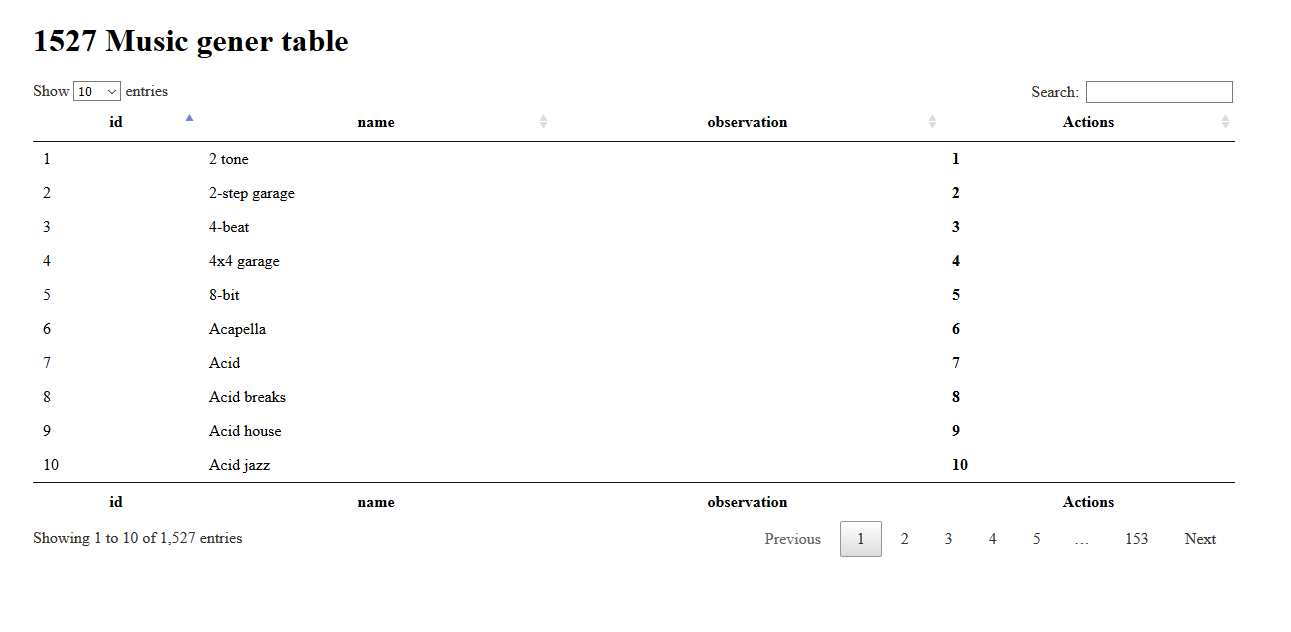 1527 Music gener table
Show 10 entries Search:
id name observation Actions
1 2 tone 1
2 2-step garage 2
3 4-beat 3
4 4x4 garage 4
5 8-bit 5
6 Acapella 6
7 Acid 7
8 Acid breaks 8
9 Acid house 9
10 Acid jazz 10
id name observation Actions
Showing 1 to 10 of 1,527 entries Previous 1 2 3 4 5 … 153 Next